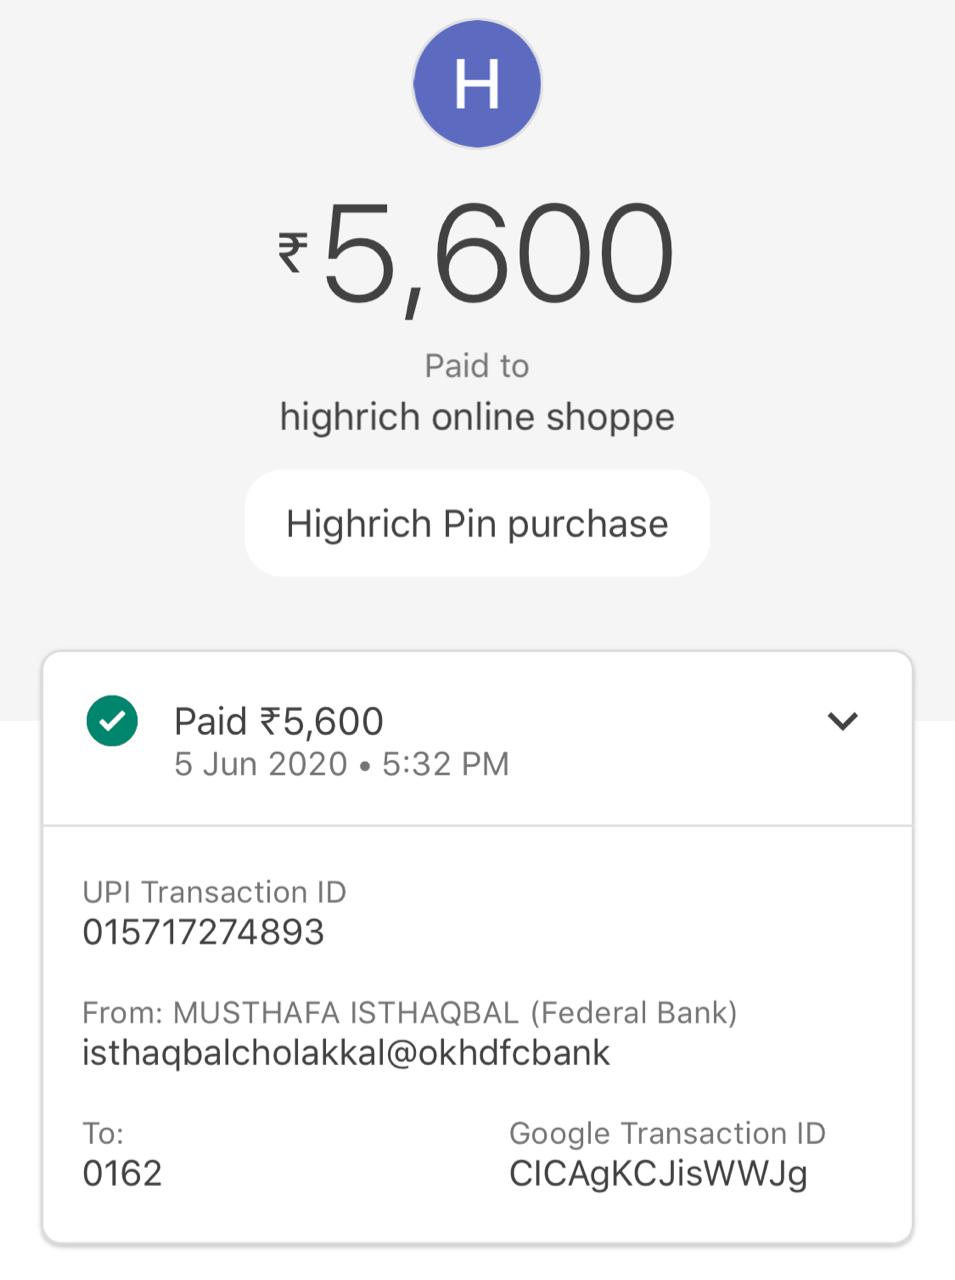 H
₹5,600
Paid to
highrich online shoppe
Highrich Pin purchase
Paid ₹5,600
5 Jun 2020 • 5:32 PM
UPI Transaction ID
015717274893
From: MUSTHAFA ISTHAQBAL (Federal Bank)
isthaqbalcholakkal@okhdfcbank
To:
0162
Google Transaction ID
CICAgKCJisWWJg